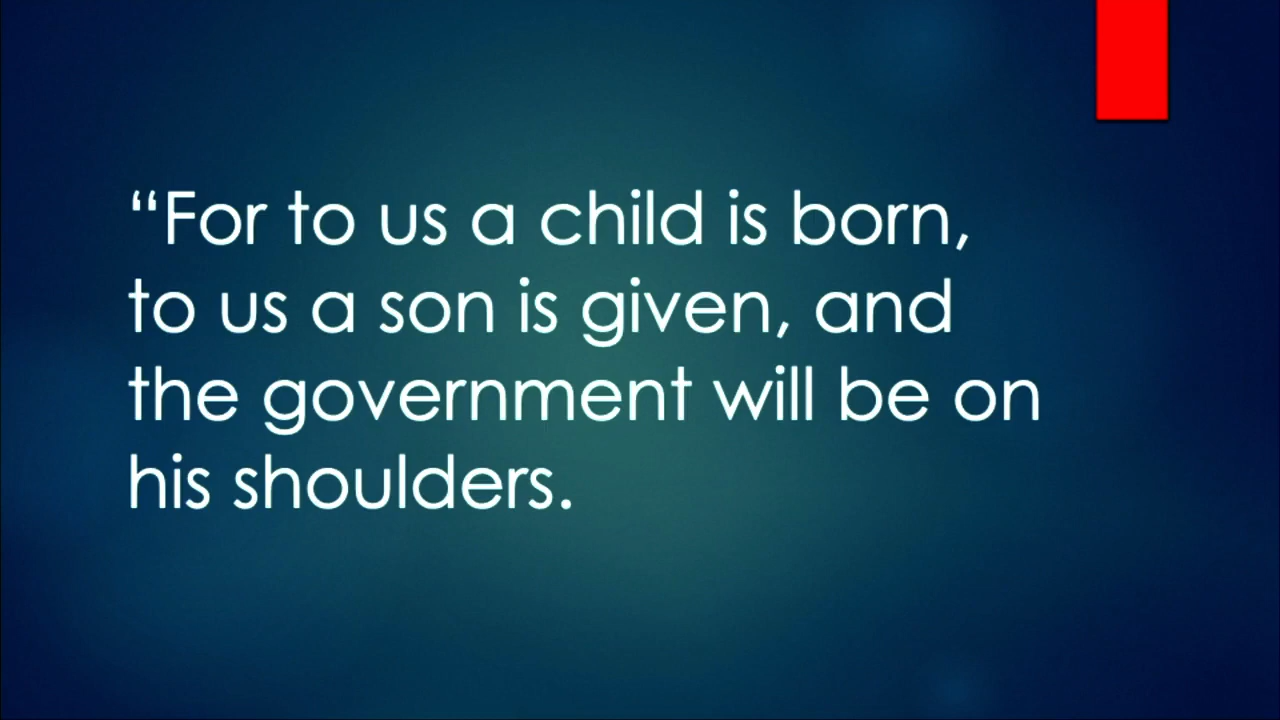 “For to us a child is born,
to us a son is given, and
the government will be on
his shoulders.